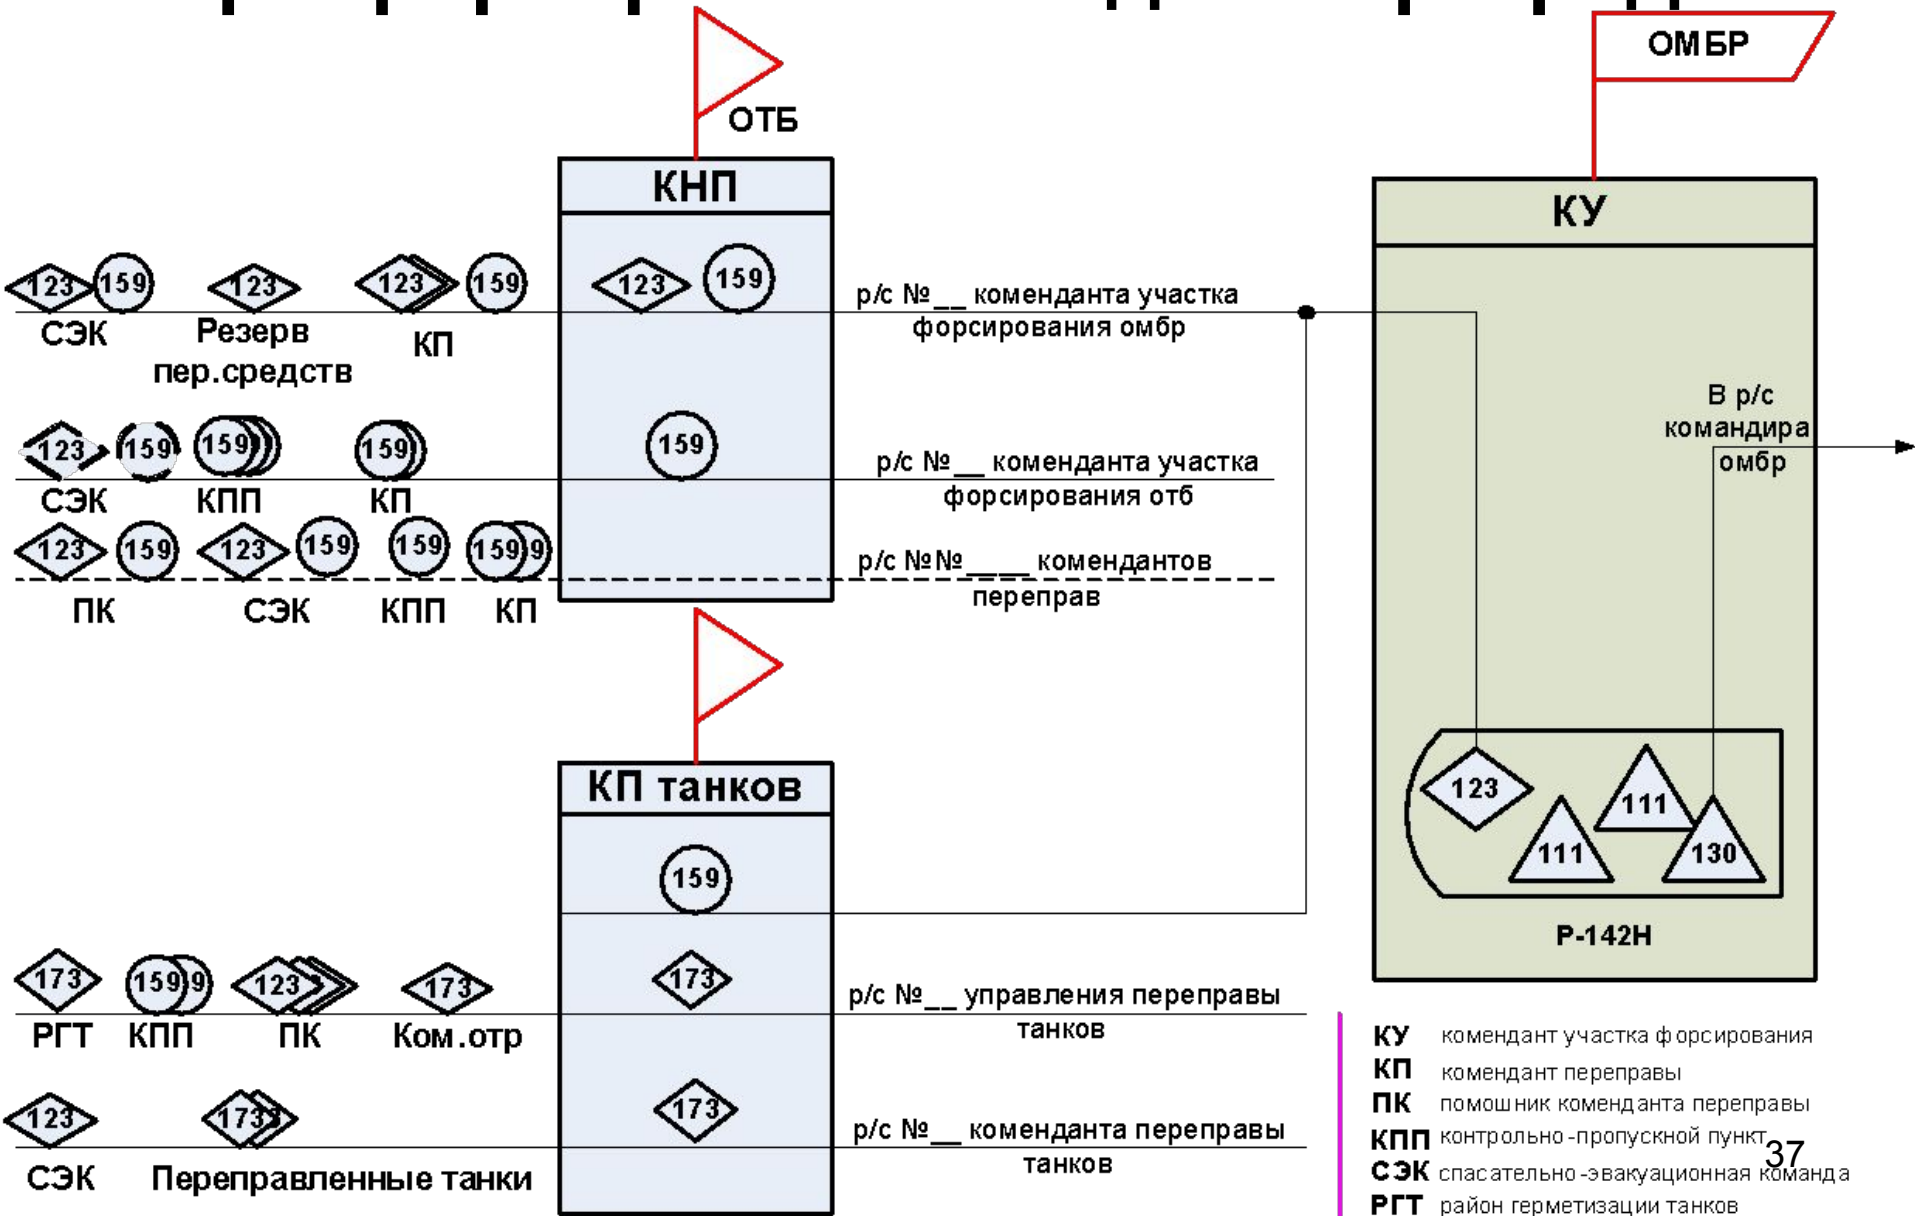 ОМБР
ОТБ
КНП
КУ
123 159 123 123 159 123 159
р/с №__ коменданта участка
форсирования омбр
СЭК
Резерв
пер.средств
КП
В р/с
командира
омбр
123 159 159 159 159
р/с №__ коменданта участка
форсирования отб
СЭК КПП КП
123 159 123 159 159 159 9
р/с №№____ комендантов
переправ
ПК СЭК КПП КП
КП танков
123 111 111 130
Р-142Н
159
173 159 9 123 173 173
р/с №__ управления переправы
танков
РГТ КПП ПК Ком.отр
123 173 173
р/с №__ коменданта переправы
танков
СЭК Переправленные танки
КУ комендант участка форсирования
КП комендант переправы
ПК помошник коменданта переправы
КПП контрольно-пропускной пункт
СЭК спасательно-эвакуационная команда
РГТ район герметизации танков
37